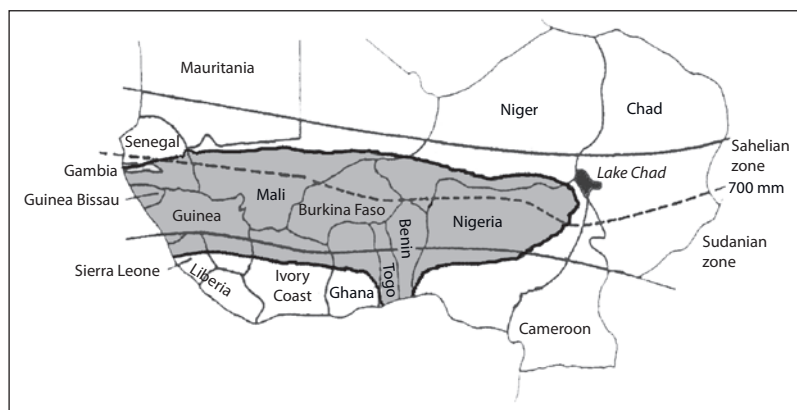 Mauritania
Niger
Chad
Senegal
Sahelian
zone
Gambia
Lake Chad
700 mm
Guinea Bissau
Mali
Guinea
Burkina Faso
Benin
Nigeria
Sudanian
zone
Sierra Leone
Liberia
Ivory
Coast
Ghana
Togo
Cameroon